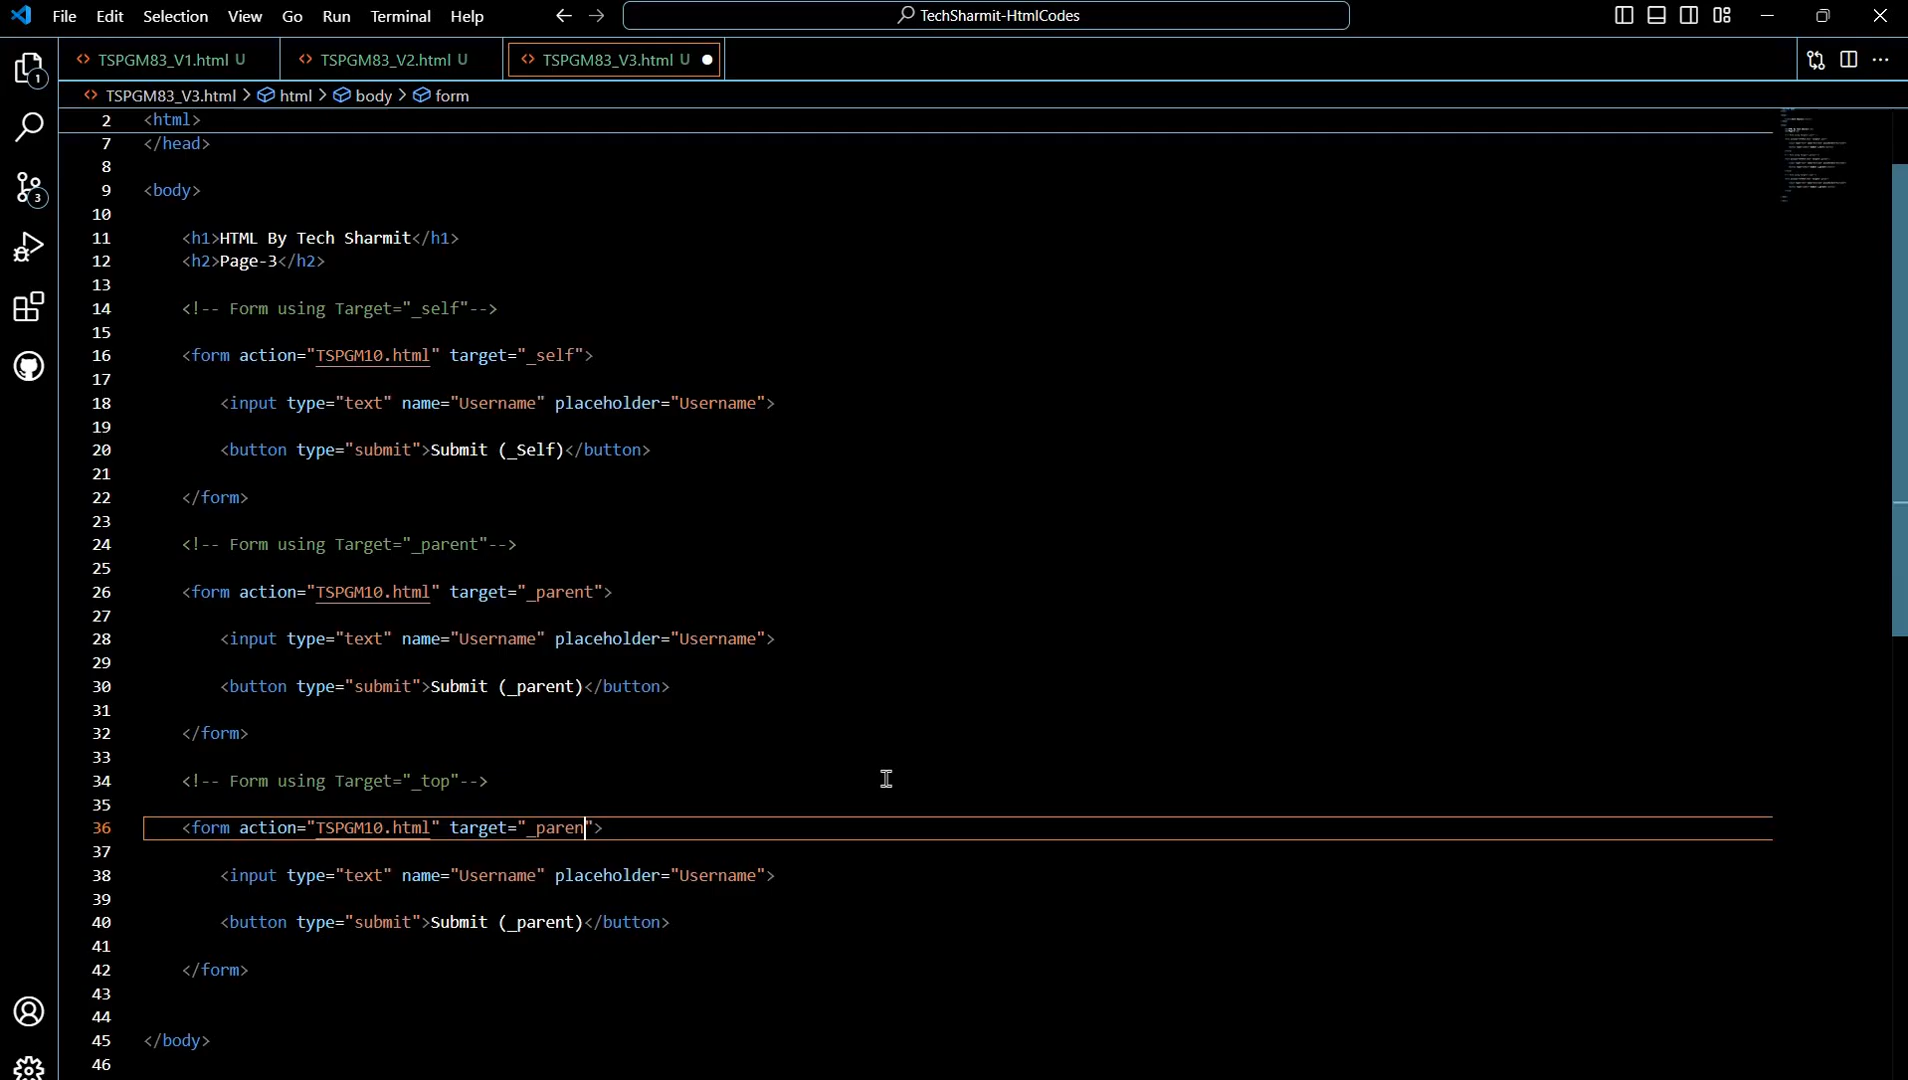 File Edit Selection View Go Run Terminal Help
TechSharmit-HtmlCodes
TSPGM83_V1.html U
TSPGM83_V2.html U
TSPGM83_V3.html U
TSPGM83_V3.html > html > body > form
1
3
2 <html>
7 </head>
8
9 <body>
10
11 <h1>HTML By Tech Sharmit</h1>
12 <h2>Page-3</h2>
13
14 <!-- Form using Target="_self"-->
15
16 <form action="TSPGM10.html" target="_self">
17
18 <input type="text" name="Username" placeholder="Username">
19
20 <button type="submit">Submit (_Self)</button>
21
22 </form>
23
24 <!-- Form using Target="_parent"-->
25
26 <form action="TSPGM10.html" target="_parent">
27
28 <input type="text" name="Username" placeholder="Username">
29
30 <button type="submit">Submit (_parent)</button>
31
32 </form>
33
34 <!-- Form using Target="_top"-->
35
36 <form action="TSPGM10.html" target="_paren">
37
38 <input type="text" name="Username" placeholder="Username">
39
40 <button type="submit">Submit (_parent)</button>
41
42 </form>
43
44
45 </body>
46